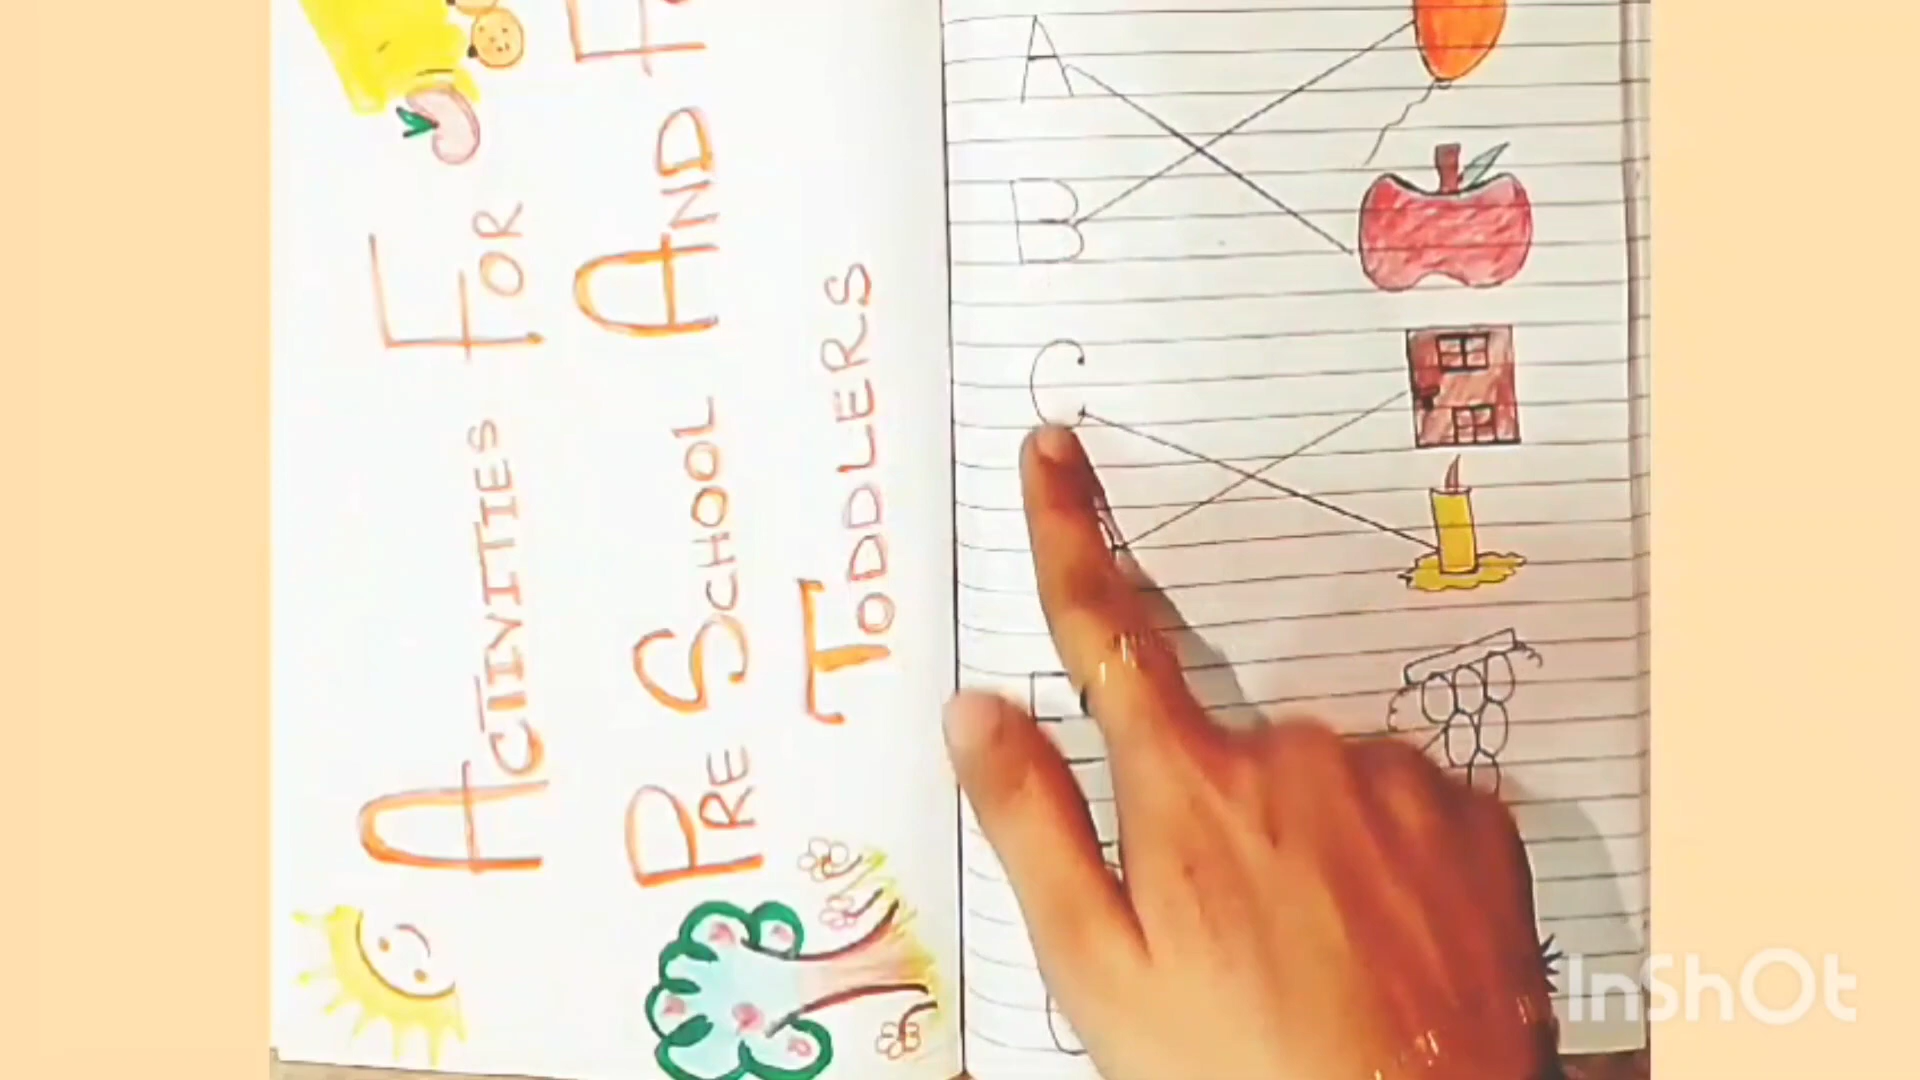 ACTIVITIES FOR
PRE SCHOOL AND
TODDLERS
A
B
C
InShOt